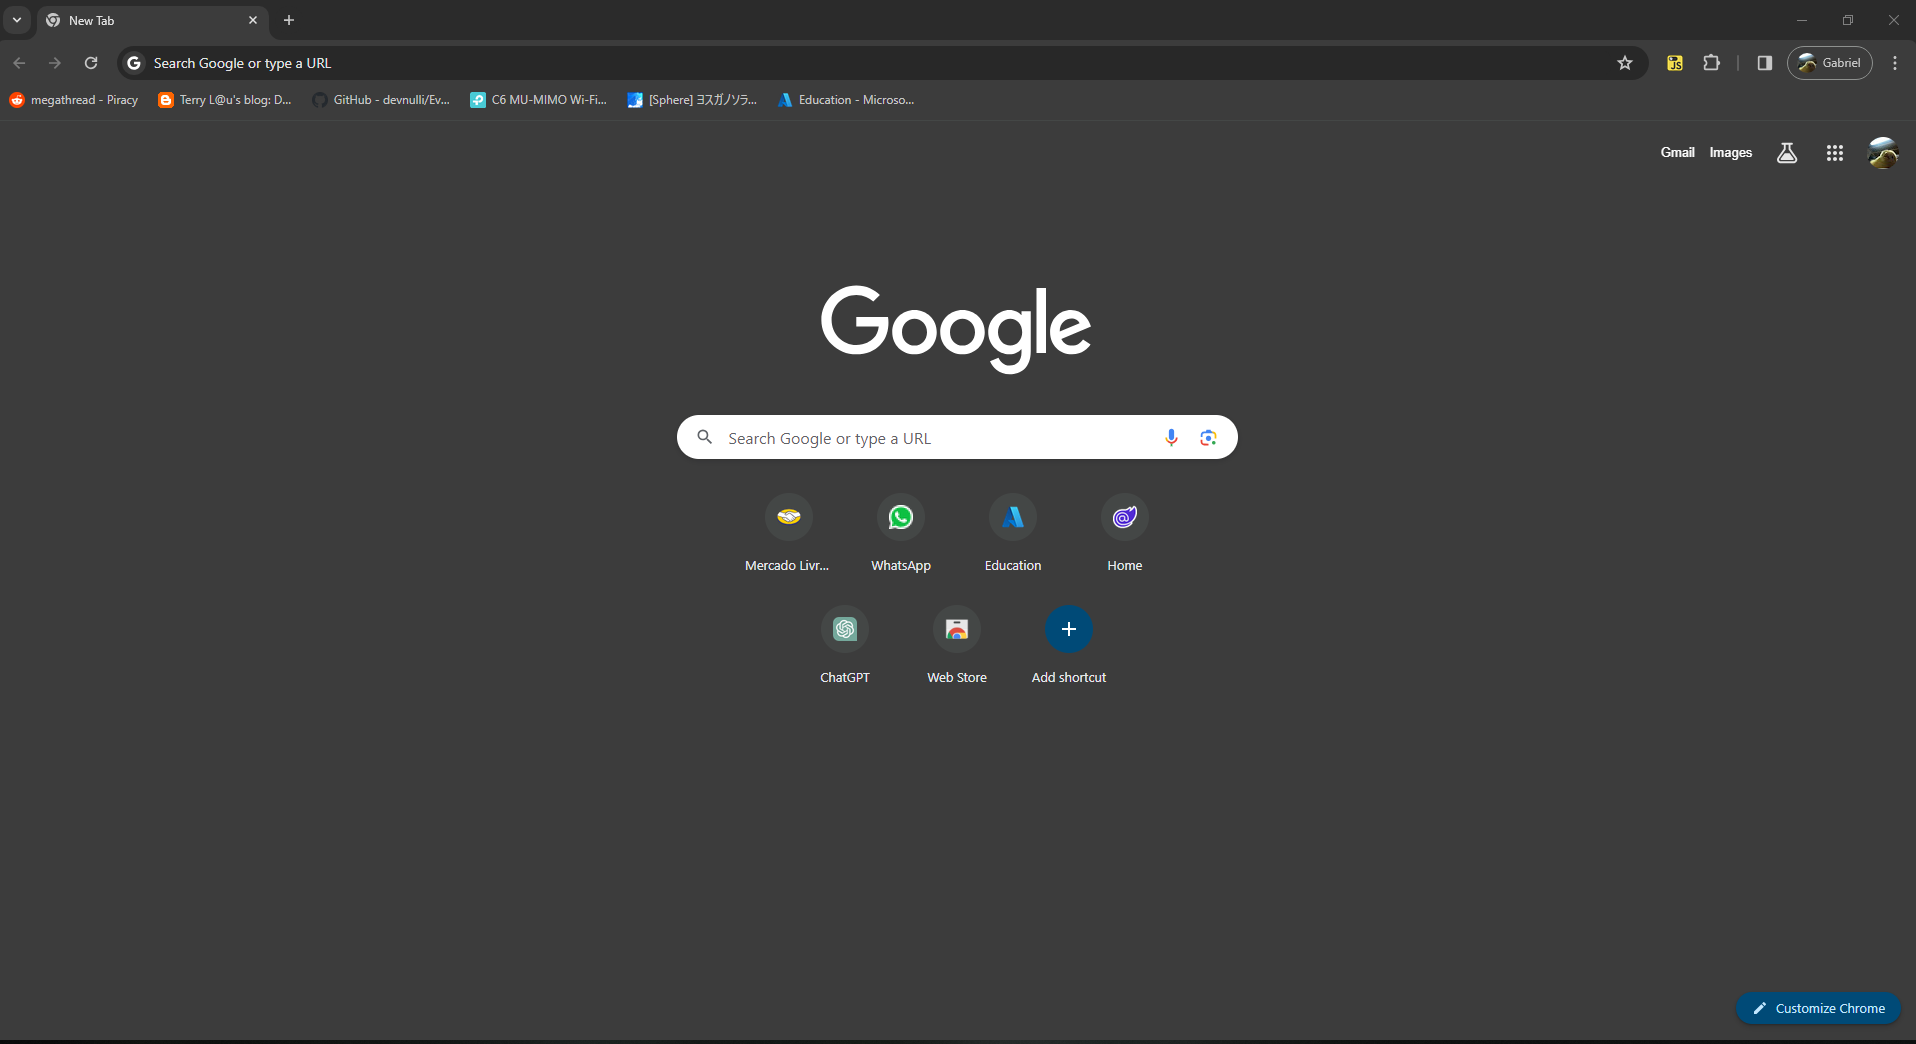 New Tab
Search Google or type a URL
Gabriel
megathread - Piracy
Terry L@u's blog: D...
GitHub - devnulli/Ev...
C6 MU-MIMO Wi-Fi...
[Sphere] ヨスガノソラ...
Education - Microso...
Gmail
Images
Google
Search Google or type a URL
Mercado Livr...
WhatsApp
Education
Home
ChatGPT
Web Store
Add shortcut
Customize Chrome